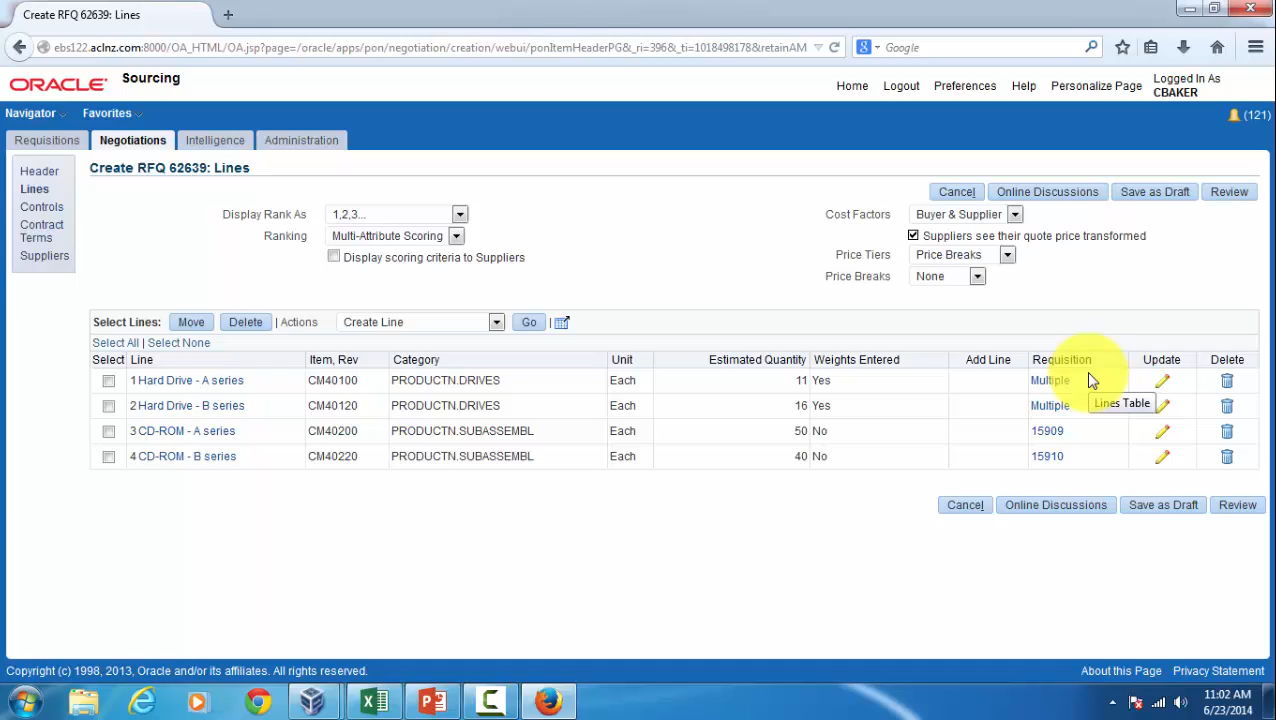 Create RFQ 62639: Lines
ebs122.aclnz.com:8000/OA_HTML/OA.jsp?page=/oracle/apps/pon/negotiation/creation/webui/ponItemHeaderPG&_ri=396&_ti=1018498178&retainAM
Google
ORACLE Sourcing
Home Logout Preferences Help Personalize Page Logged In As
CBAKER
Navigator Favorites (121)
Requisitions Negotiations Intelligence Administration
Header
Lines
Controls
Contract
Terms
Suppliers
Create RFQ 62639: Lines
Cancel Online Discussions Save as Draft Review
Display Rank As 1,2,3... Cost Factors Buyer & Supplier
Ranking Multi-Attribute Scoring Suppliers see their quote price transformed
Display scoring criteria to Suppliers Price Tiers Price Breaks
Price Breaks None
Select Lines: Move Delete | Actions Create Line Go |
Select All | Select None
Select Line Item, Rev Category Unit Estimated Quantity Weights Entered Add Line Requisition Update Delete
1 Hard Drive - A series CM40100 PRODUCTN.DRIVES Each 11 Yes Multiple
2 Hard Drive - B series CM40120 PRODUCTN.DRIVES Each 16 Yes Multiple
Lines Table
3 CD-ROM - A series CM40200 PRODUCTN.SUBASSEMBL Each 50 No 15909
4 CD-ROM - B series CM40220 PRODUCTN.SUBASSEMBL Each 40 No 15910
Cancel Online Discussions Save as Draft Review
Copyright (c) 1998, 2013, Oracle and/or its affiliates. All rights reserved. About this Page Privacy Statement
11:02 AM
6/23/2014